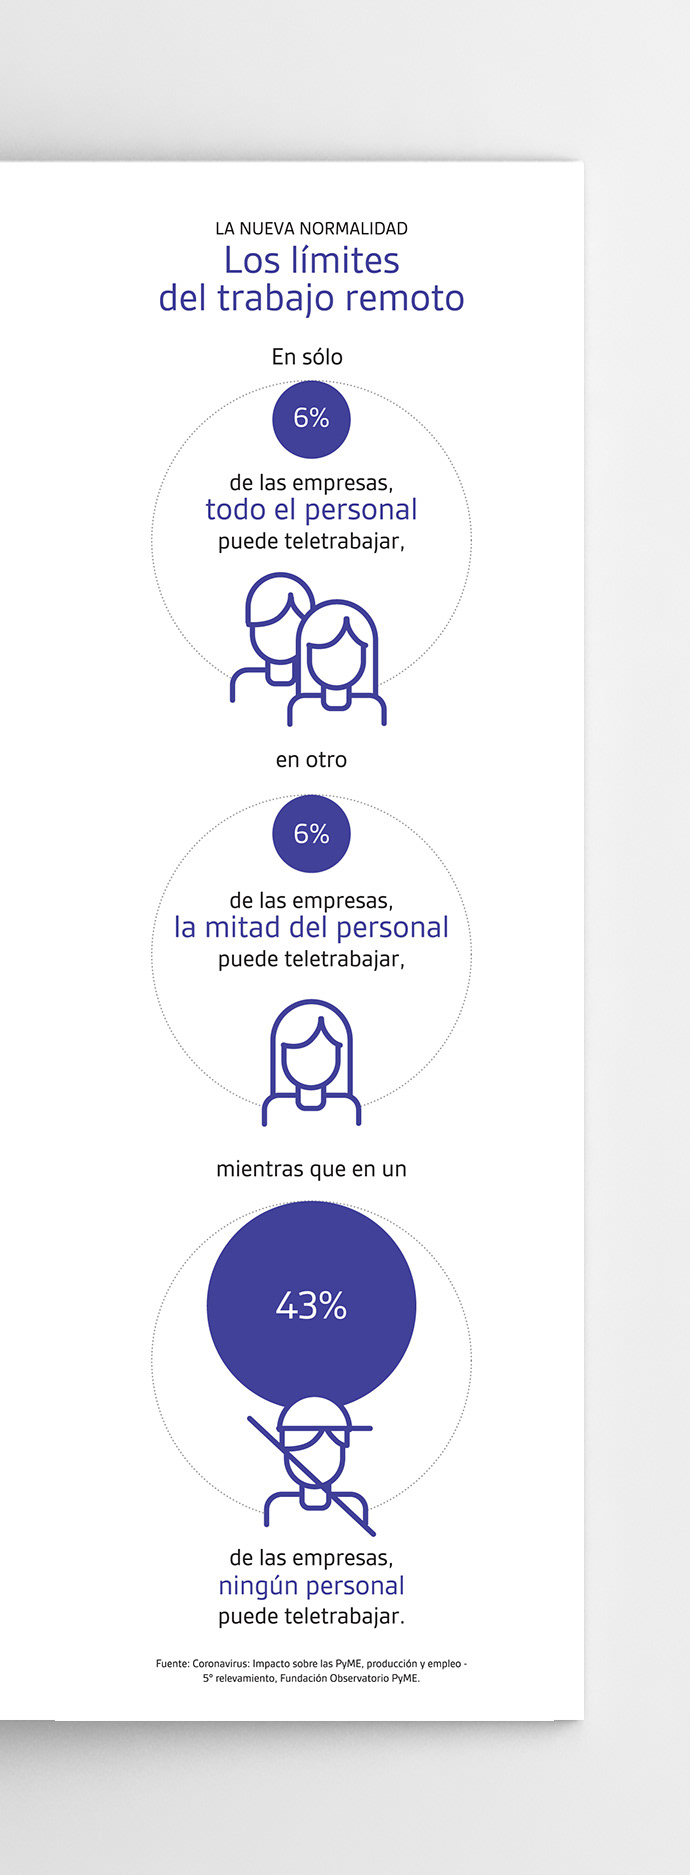 LA NUEVA NORMALIDAD
Los límites
del trabajo remoto
En sólo
6%
de las empresas,
todo el personal
puede teletrabajar,
en otro
6%
de las empresas,
la mitad del personal
puede teletrabajar,
mientras que en un
43%
de las empresas,
ningún personal
puede teletrabajar.
Fuente: Coronavirus: Impacto sobre las PyME, producción y empleo -
5° relevamiento, Fundación Observatorio PyME.